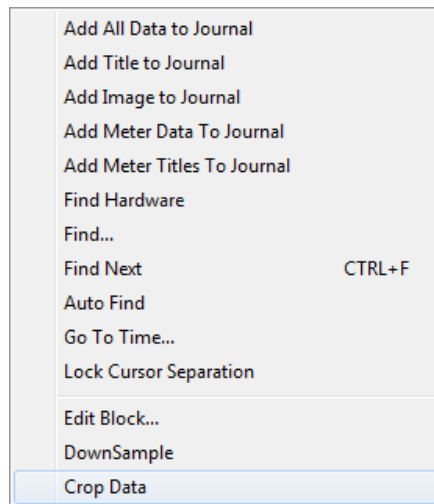 Add All Data to Journal
Add Title to Journal
Add Image to Journal
Add Meter Data To Journal
Add Meter Titles To Journal
Find Hardware
Find...
Find Next CTRL+F
Auto Find
Go To Time...
Lock Cursor Separation
Edit Block...
DownSample
Crop Data